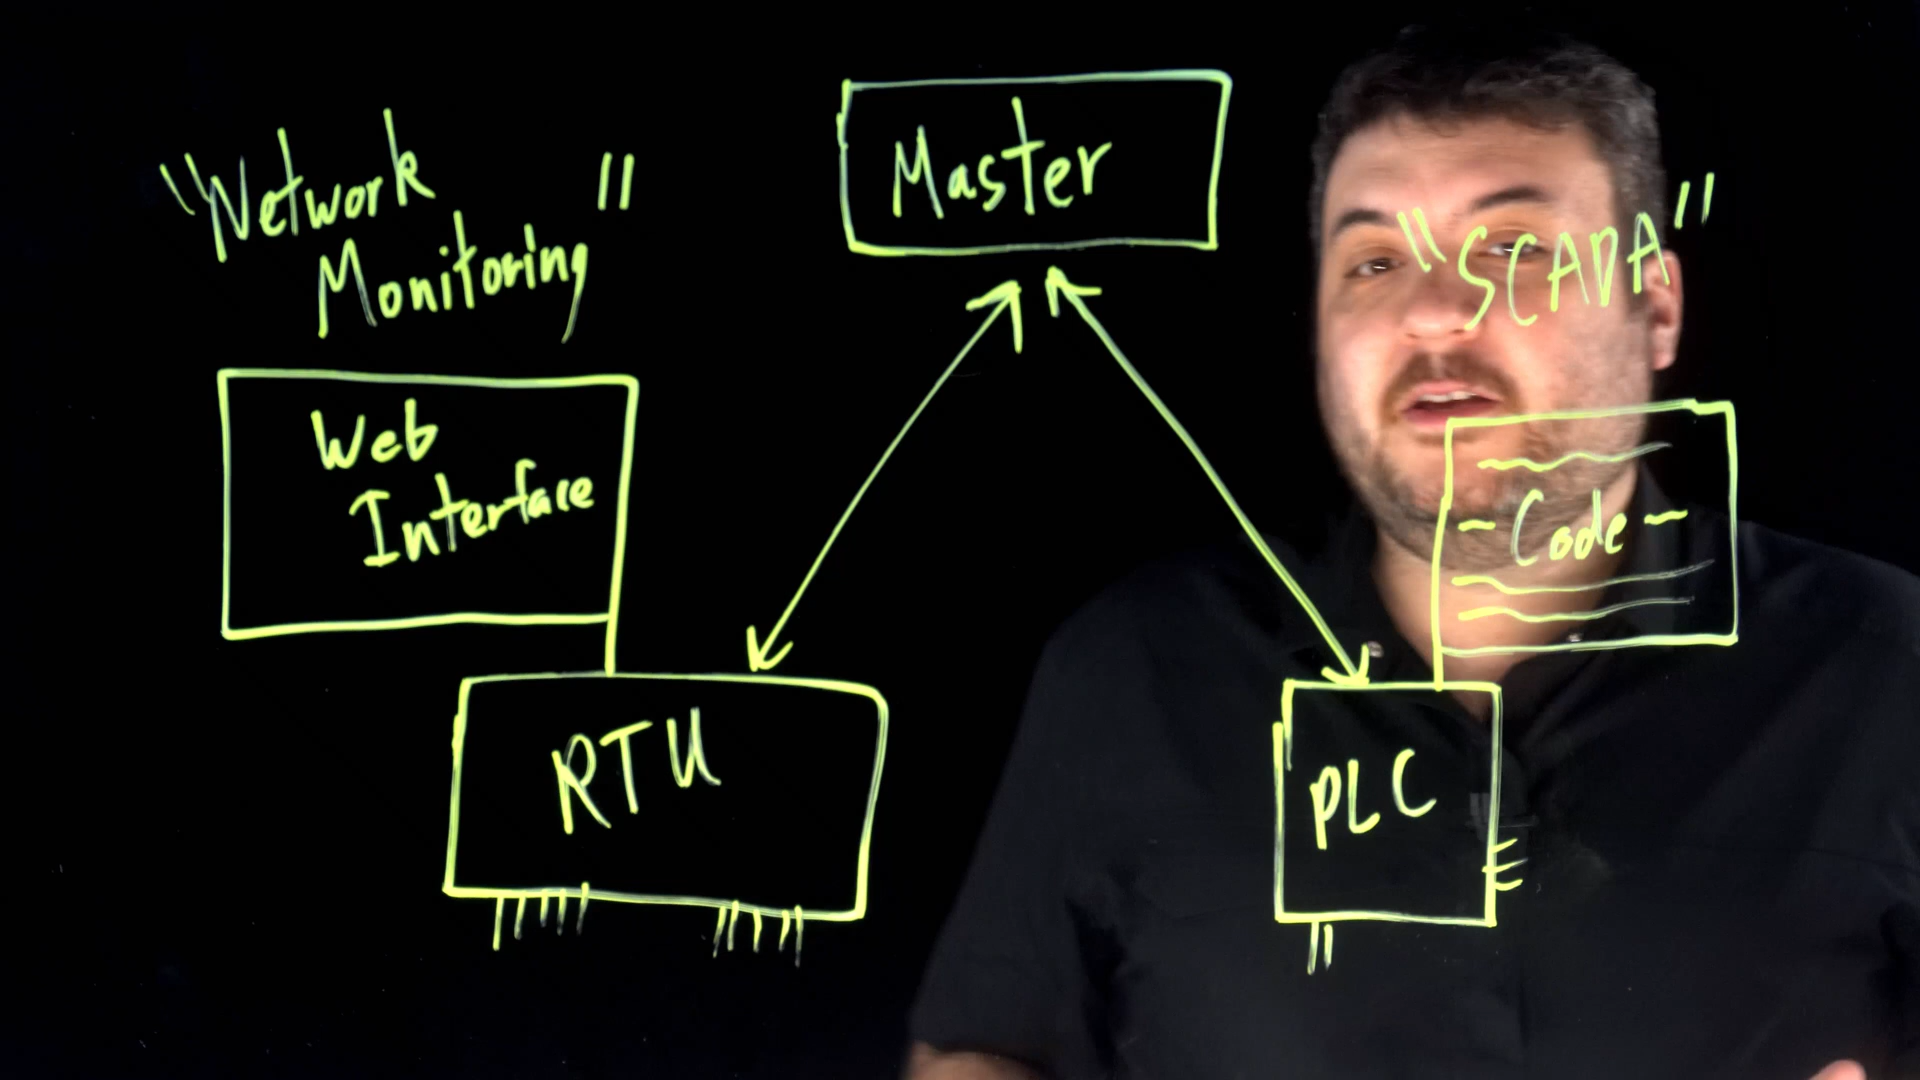 "Network
Monitoring"
Master
"SCADA"
Web
Interface
- Code -
RTU
PLC